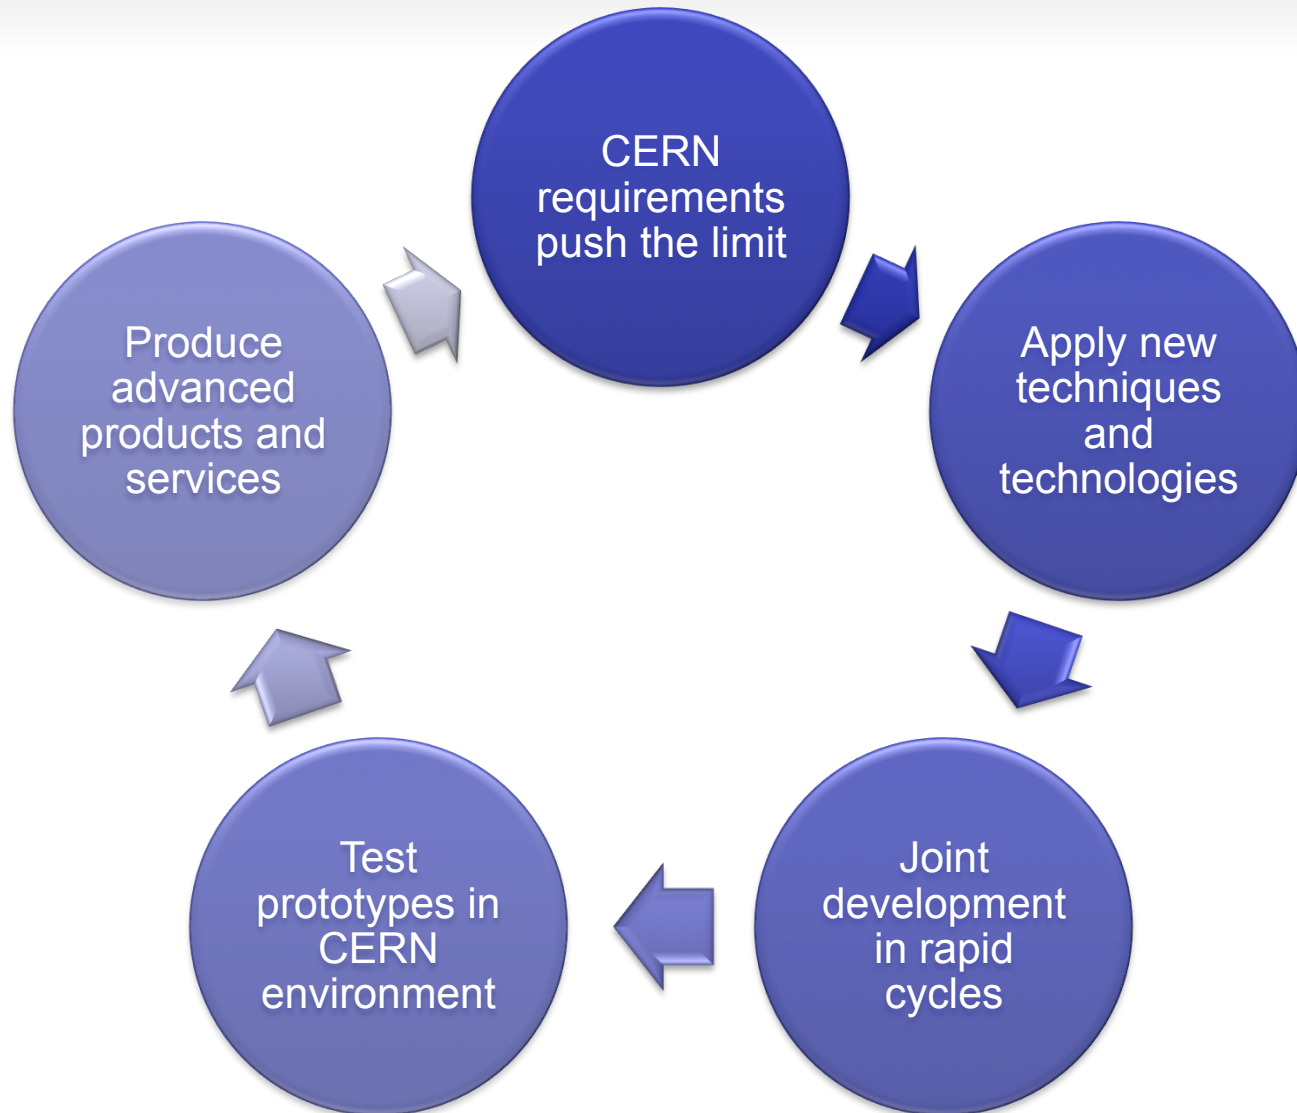 CERN
requirements
push the limit
Apply new
techniques
and
technologies
Joint
development
in rapid
cycles
Test
prototypes in
CERN
environment
Produce
advanced
products and
services